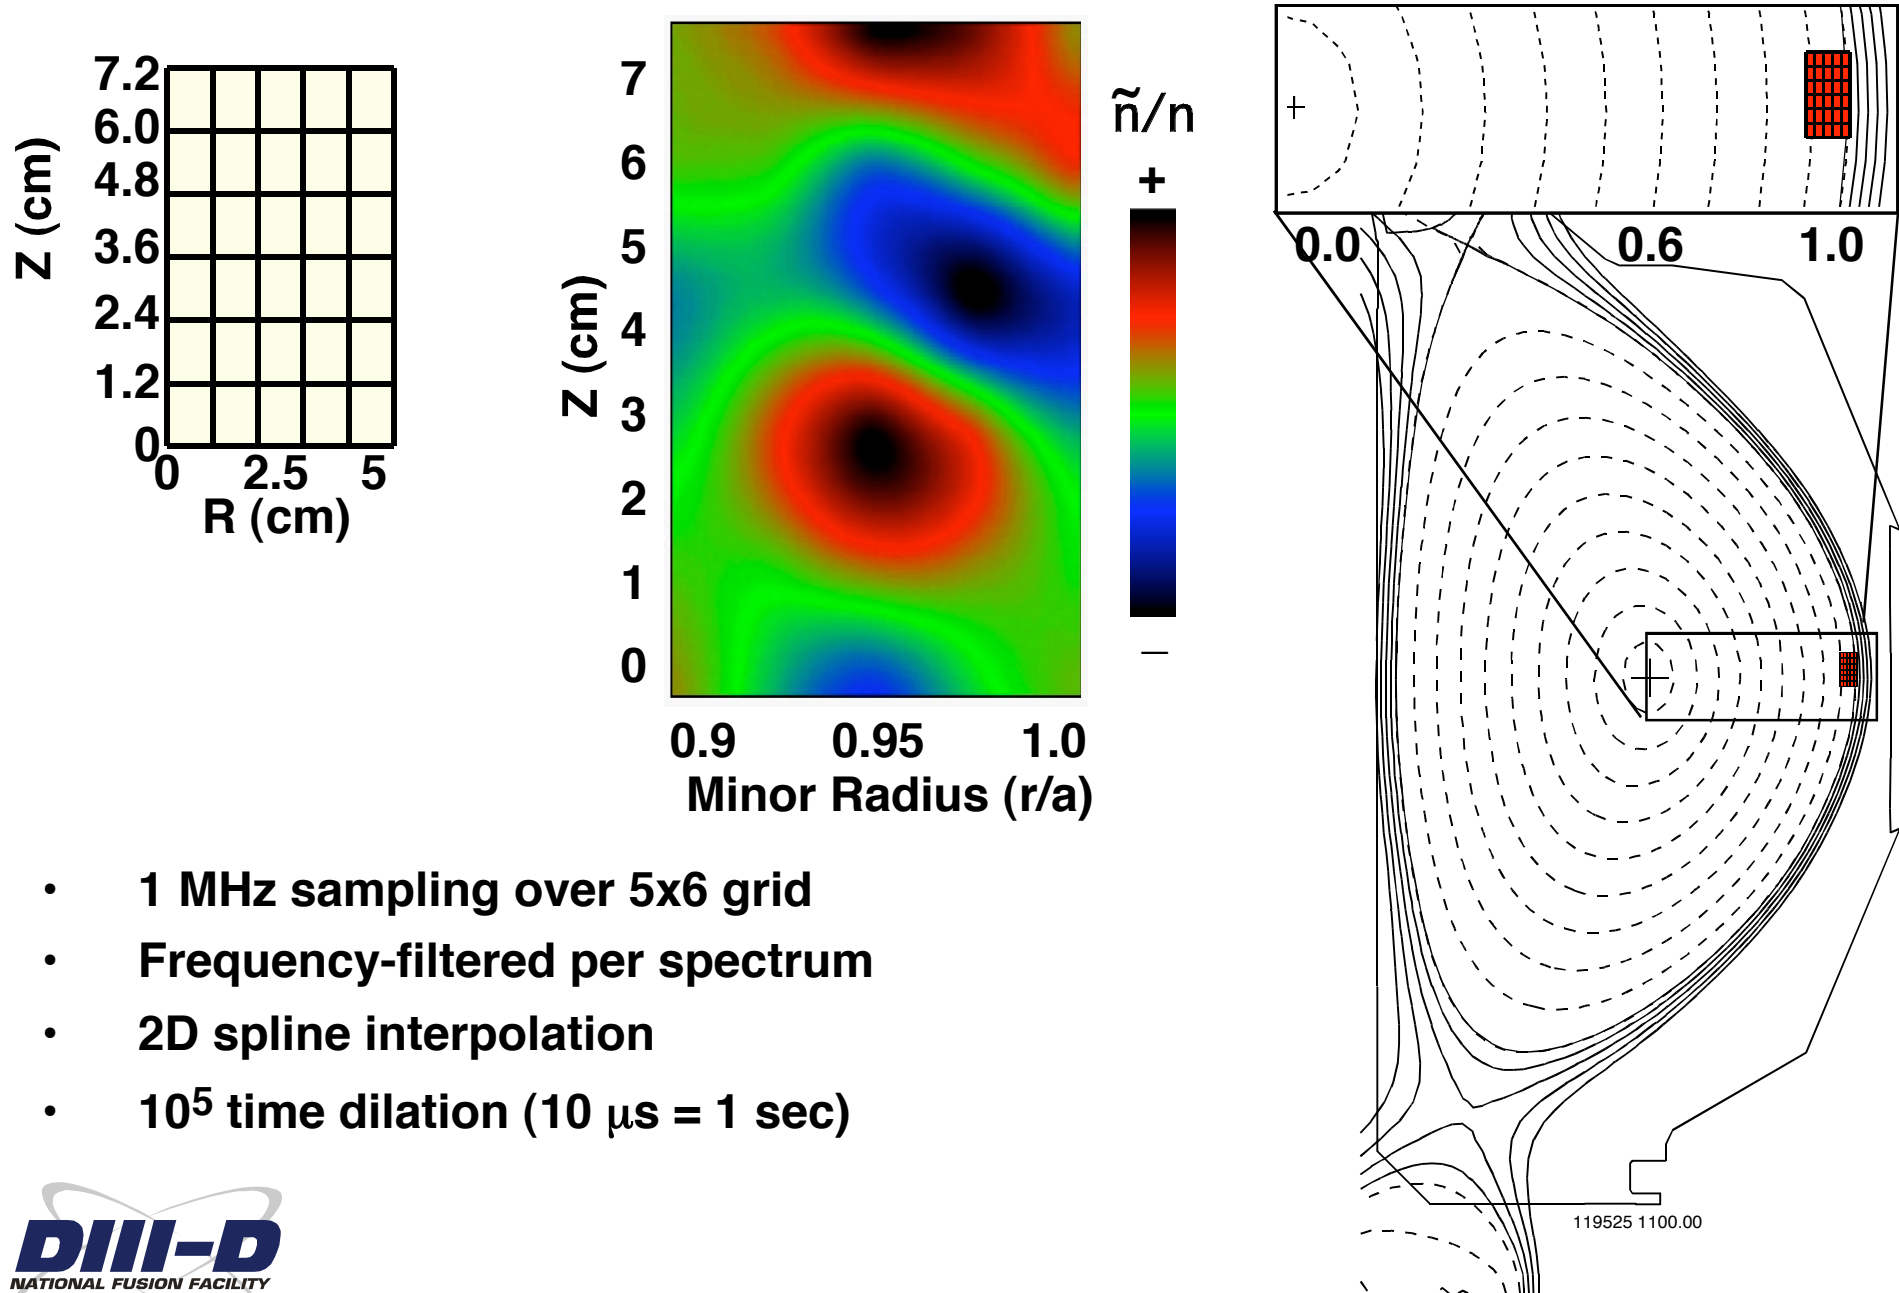 7.2
6.0
4.8
3.6
2.4
1.2
0
Z (cm)
0 2.5 5
R (cm)
7
6
5
4
3
2
1
0
Z (cm)
0.9 0.95 1.0
Minor Radius (r/a)
ñ/n
+
–
0.0 0.6 1.0
• 1 MHz sampling over 5x6 grid
• Frequency-filtered per spectrum
• 2D spline interpolation
• 10⁵ time dilation (10 μs = 1 sec)
119525 1100.00
DIII-D
NATIONAL FUSION FACILITY